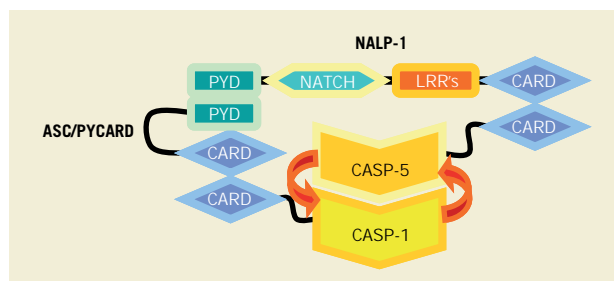 NALP-1
PYD NATCH LRR's CARD
PYD
CARD
ASC/PYCARD
CARD
CASP-5
CARD
CASP-1